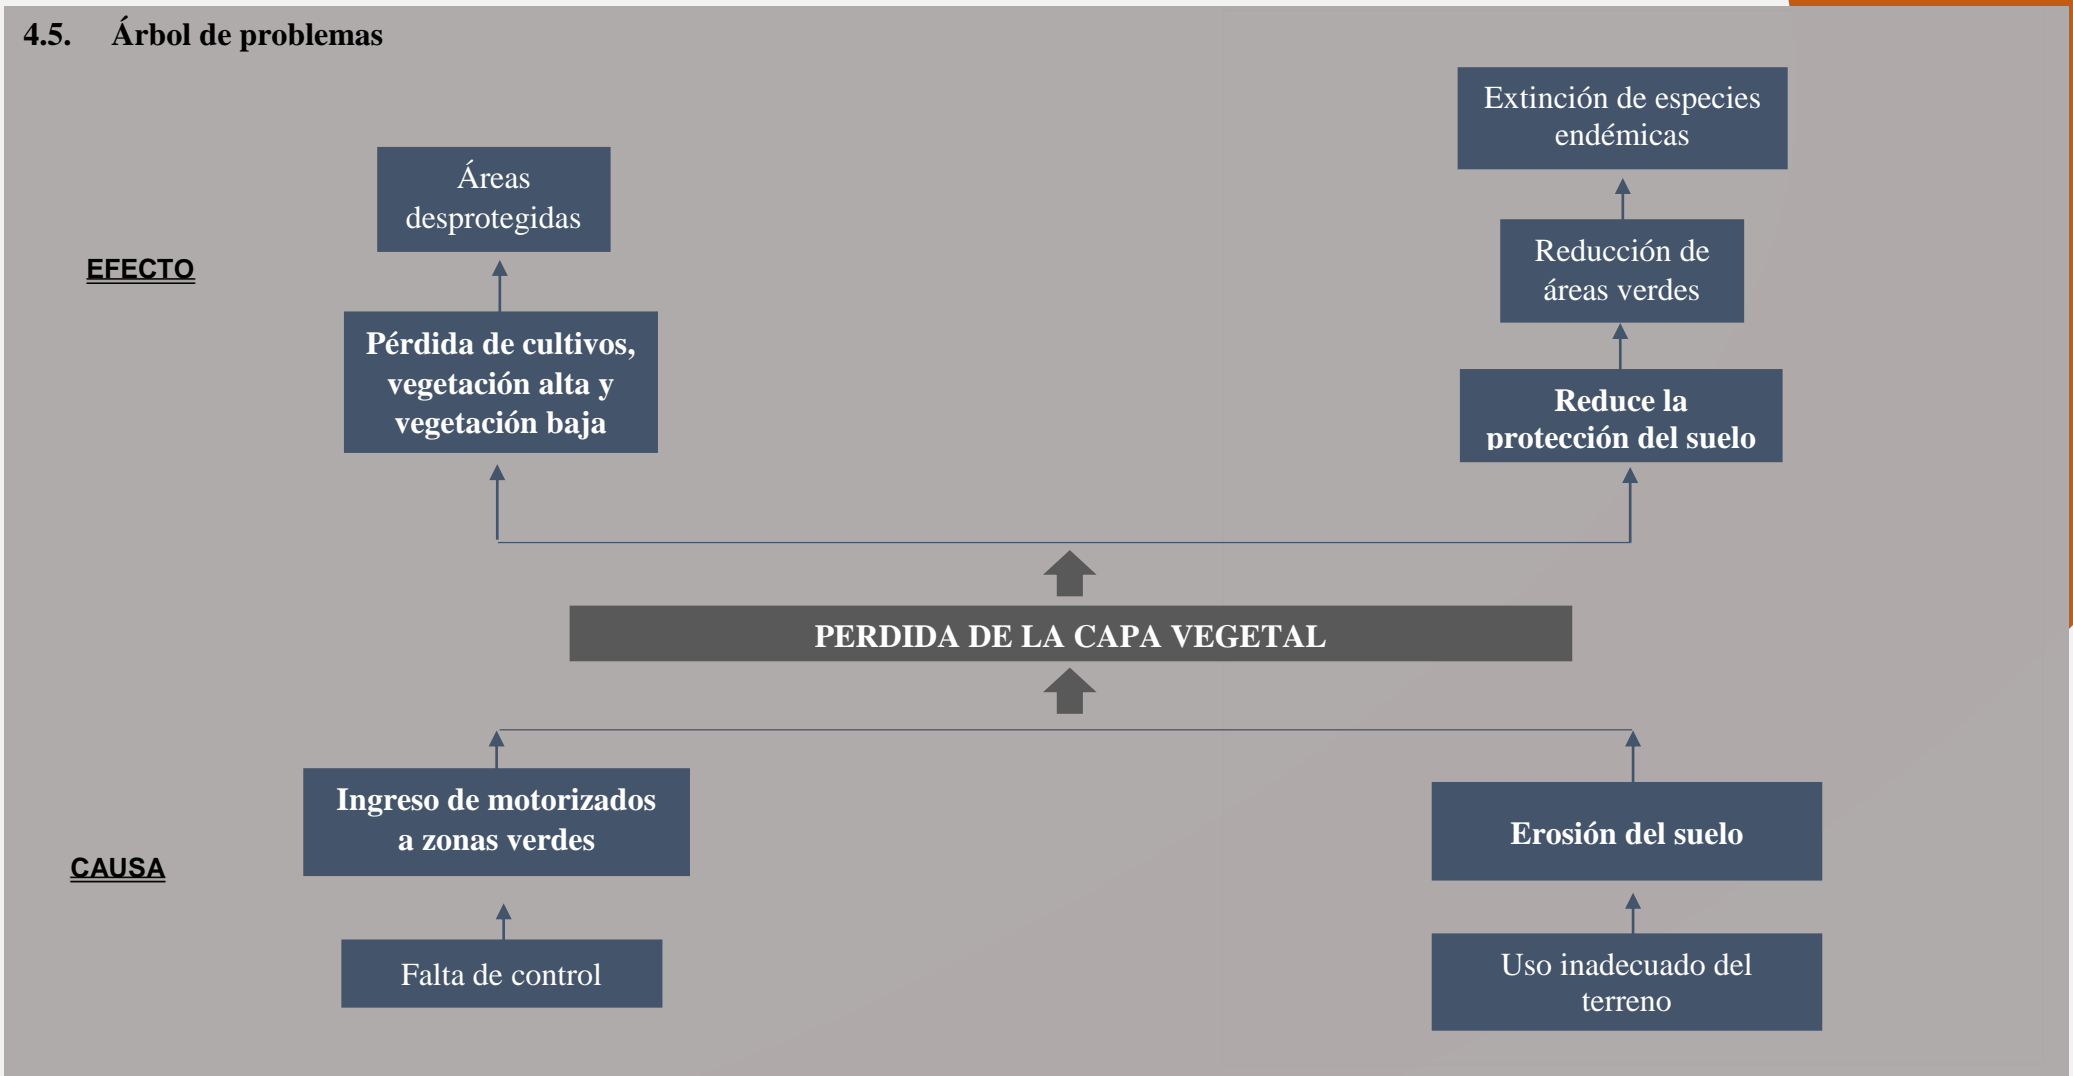 4.5. Árbol de problemas
Extinción de especies
endémicas
Áreas
desprotegidas
Reducción de
áreas verdes
EFECTO
Pérdida de cultivos,
vegetación alta y
vegetación baja
Reduce la
protección del suelo
PERDIDA DE LA CAPA VEGETAL
Ingreso de motorizados
a zonas verdes
Erosión del suelo
CAUSA
Falta de control
Uso inadecuado del
terreno